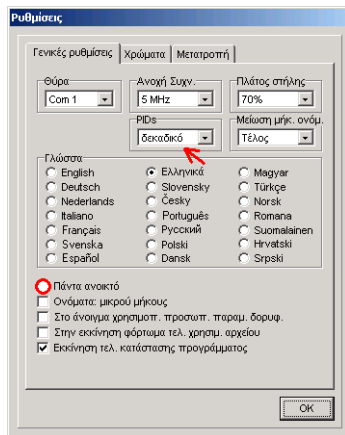 Ρυθμίσεις
Γενικές ρυθμίσεις Χρώματα Μετατροπή
Θύρα Ανοχή Συχν. Πλάτος στήλης
Com 1 5 MHz 70%
PIDs Μείωση μήκ. ονόμ.
δεκαδικό Τέλος
Γλώσσα
English Ελληνικά Magyar
Deutsch Slovensky Türkçe
Nederlands Česky Norsk
Italiano Português Romana
Français Русский Suomalainen
Svenska Polski Hrvatski
Español Dansk Srpski
Πάντα ανοικτό
Ονόματα: μικρού μήκους
Στο άνοιγμα χρησιμοπ. προσωπ. παραμ. δορυφ.
Στην εκκίνηση φόρτωμα τελ. χρησιμ. αρχείου
Εκκίνηση τελ. κατάστασης προγράμματος
OK